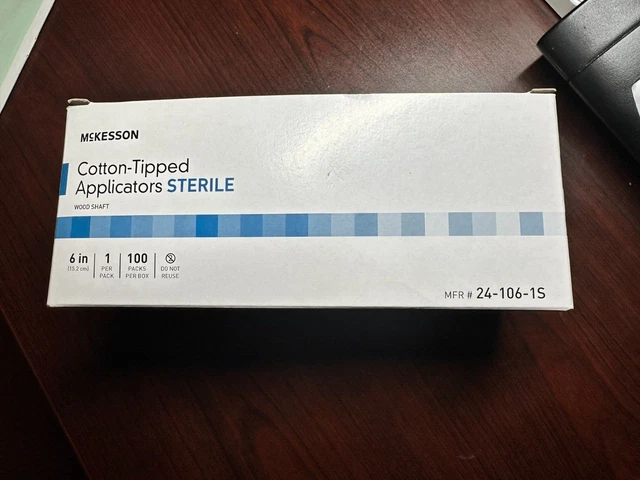 McKESSON
Cotton-Tipped
Applicators STERILE
WOOD SHAFT
6 in
(15.2 cm)
1
PER
PACK
100
PACKS
PER BOX
DO NOT
REUSE
MFR # 24-106-1S